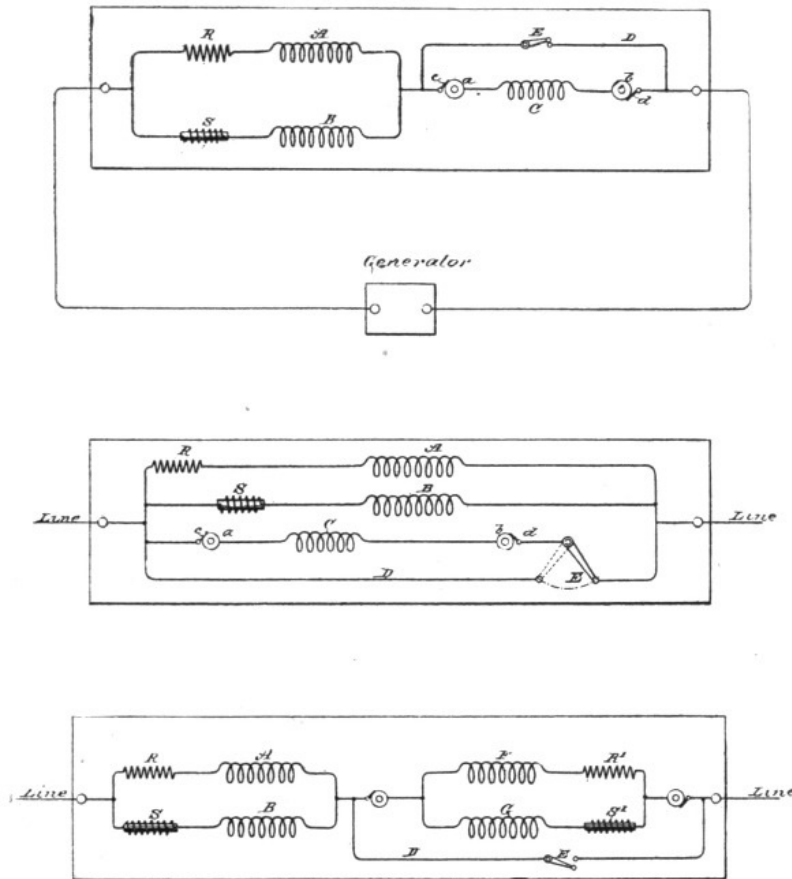 R A E D
c a C b d
S B
Generator
R A
S B
Line c a C b d Line
D E
R A F R'
Line S B G S' Line
D E